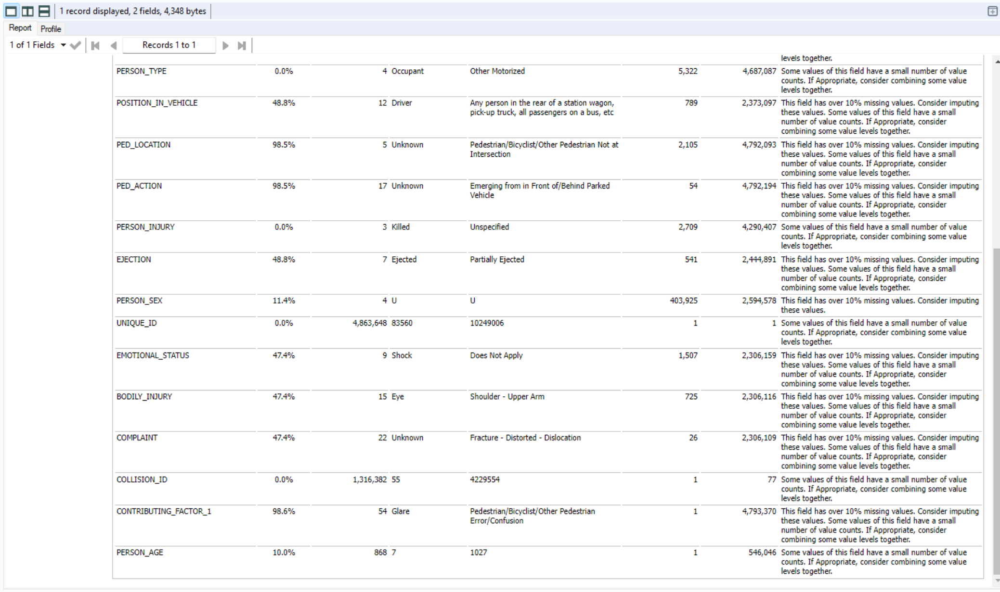 1 record displayed, 2 fields, 4,348 bytes
Report Profile
1 of 1 Fields Records 1 to 1
levels together.
PERSON_TYPE 0.0% 4 Occupant Other Motorized 5,322 4,687,087 Some values of this field have a small number of value
counts. If Appropriate, consider combining some value
levels together.
POSITION_IN_VEHICLE 48.8% 12 Driver Any person in the rear of a station wagon, 789 2,373,097 This field has over 10% missing values. Consider imputing
pick-up truck, all passengers on a bus, etc these values. Some values of this field have a small
number of value counts. If Appropriate, consider
combining some value levels together.
PED_LOCATION 98.5% 5 Unknown Pedestrian/Bicyclist/Other Pedestrian Not at 2,105 4,792,093 This field has over 10% missing values. Consider imputing
Intersection these values. Some values of this field have a small
number of value counts. If Appropriate, consider
combining some value levels together.
PED_ACTION 98.5% 17 Unknown Emerging from in Front of/Behind Parked 54 4,792,194 This field has over 10% missing values. Consider imputing
Vehicle these values. Some values of this field have a small
number of value counts. If Appropriate, consider
combining some value levels together.
PERSON_INJURY 0.0% 3 Killed Unspecified 2,709 4,290,407 Some values of this field have a small number of value
counts. If Appropriate, consider combining some value
levels together.
EJECTION 48.8% 7 Ejected Partially Ejected 541 2,444,891 This field has over 10% missing values. Consider imputing
these values. Some values of this field have a small
number of value counts. If Appropriate, consider
combining some value levels together.
PERSON_SEX 11.4% 4 U U 403,925 2,594,578 This field has over 10% missing values. Consider imputing
these values.
UNIQUE_ID 0.0% 4,863,648 83560 10249006 1 1 Some values of this field have a small number of value
counts. If Appropriate, consider combining some value
levels together.
EMOTIONAL_STATUS 47.4% 9 Shock Does Not Apply 1,507 2,306,159 This field has over 10% missing values. Consider imputing
these values. Some values of this field have a small
number of value counts. If Appropriate, consider
combining some value levels together.
BODILY_INJURY 47.4% 15 Eye Shoulder - Upper Arm 725 2,306,116 This field has over 10% missing values. Consider imputing
these values. Some values of this field have a small
number of value counts. If Appropriate, consider
combining some value levels together.
COMPLAINT 47.4% 22 Unknown Fracture - Distorted - Dislocation 26 2,306,109 This field has over 10% missing values. Consider imputing
these values. Some values of this field have a small
number of value counts. If Appropriate, consider
combining some value levels together.
COLLISION_ID 0.0% 1,316,382 55 4229554 1 77 Some values of this field have a small number of value
counts. If Appropriate, consider combining some value
levels together.
CONTRIBUTING_FACTOR_1 98.6% 54 Glare Pedestrian/Bicyclist/Other Pedestrian 1 4,793,370 This field has over 10% missing values. Consider imputing
Error/Confusion these values. Some values of this field have a small
number of value counts. If Appropriate, consider
combining some value levels together.
PERSON_AGE 10.0% 868 7 1027 1 546,046 Some values of this field have a small number of value
counts. If Appropriate, consider combining some value
levels together.